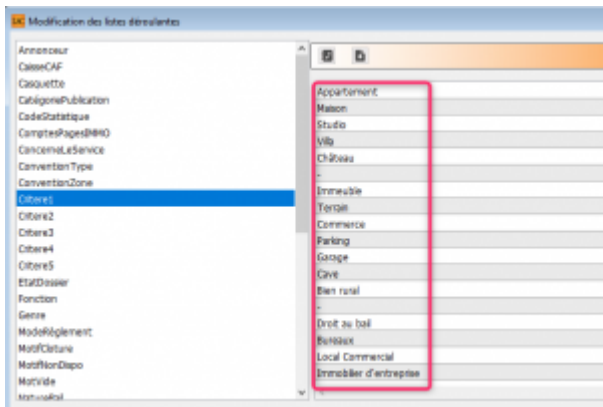 Modification des listes déroulantes
Annonceur
CaisseCAF
Casquette
CatégoriePublication
CodeStatistique
ComptesPagesIMMO
ConcerneLeService
ConventionType
ConventionZone
Critere1
Critere2
Critere3
Critere4
Critere5
EtatDossier
Fonction
Genre
ModeRèglement
MotifCloture
MotifNonDispo
MotVide
NatureBail
Appartement
Maison
Studio
Villa
Château
-
Immeuble
Terrain
Commerce
Parking
Garage
Cave
Bien rural
-
Droit au bail
Bureaux
Local Commercial
Immobilier d'entreprise